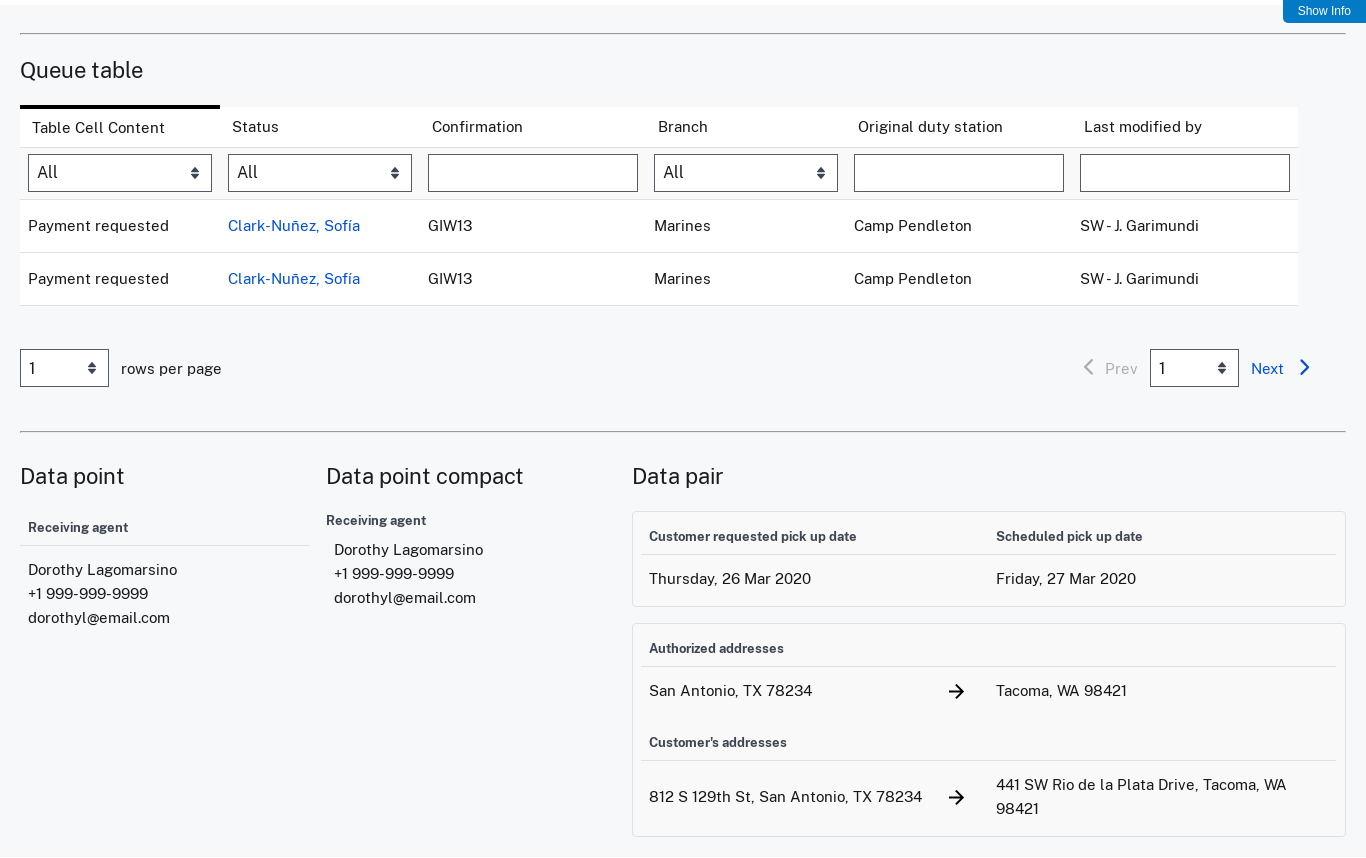 Show Info
Queue table
Table Cell Content Status Confirmation Branch Original duty station Last modified by
All All All
Payment requested Clark-Nuñez, Sofía GIW13 Marines Camp Pendleton SW - J. Garimundi
Payment requested Clark-Nuñez, Sofía GIW13 Marines Camp Pendleton SW - J. Garimundi
1 rows per page Prev 1 Next
Data point
Receiving agent
Dorothy Lagomarsino
+1 999-999-9999
dorothyl@email.com
Data point compact
Receiving agent
Dorothy Lagomarsino
+1 999-999-9999
dorothyl@email.com
Data pair
Customer requested pick up date Scheduled pick up date
Thursday, 26 Mar 2020 Friday, 27 Mar 2020
Authorized addresses
San Antonio, TX 78234 Tacoma, WA 98421
Customer's addresses
812 S 129th St, San Antonio, TX 78234
441 SW Rio de la Plata Drive, Tacoma, WA
98421